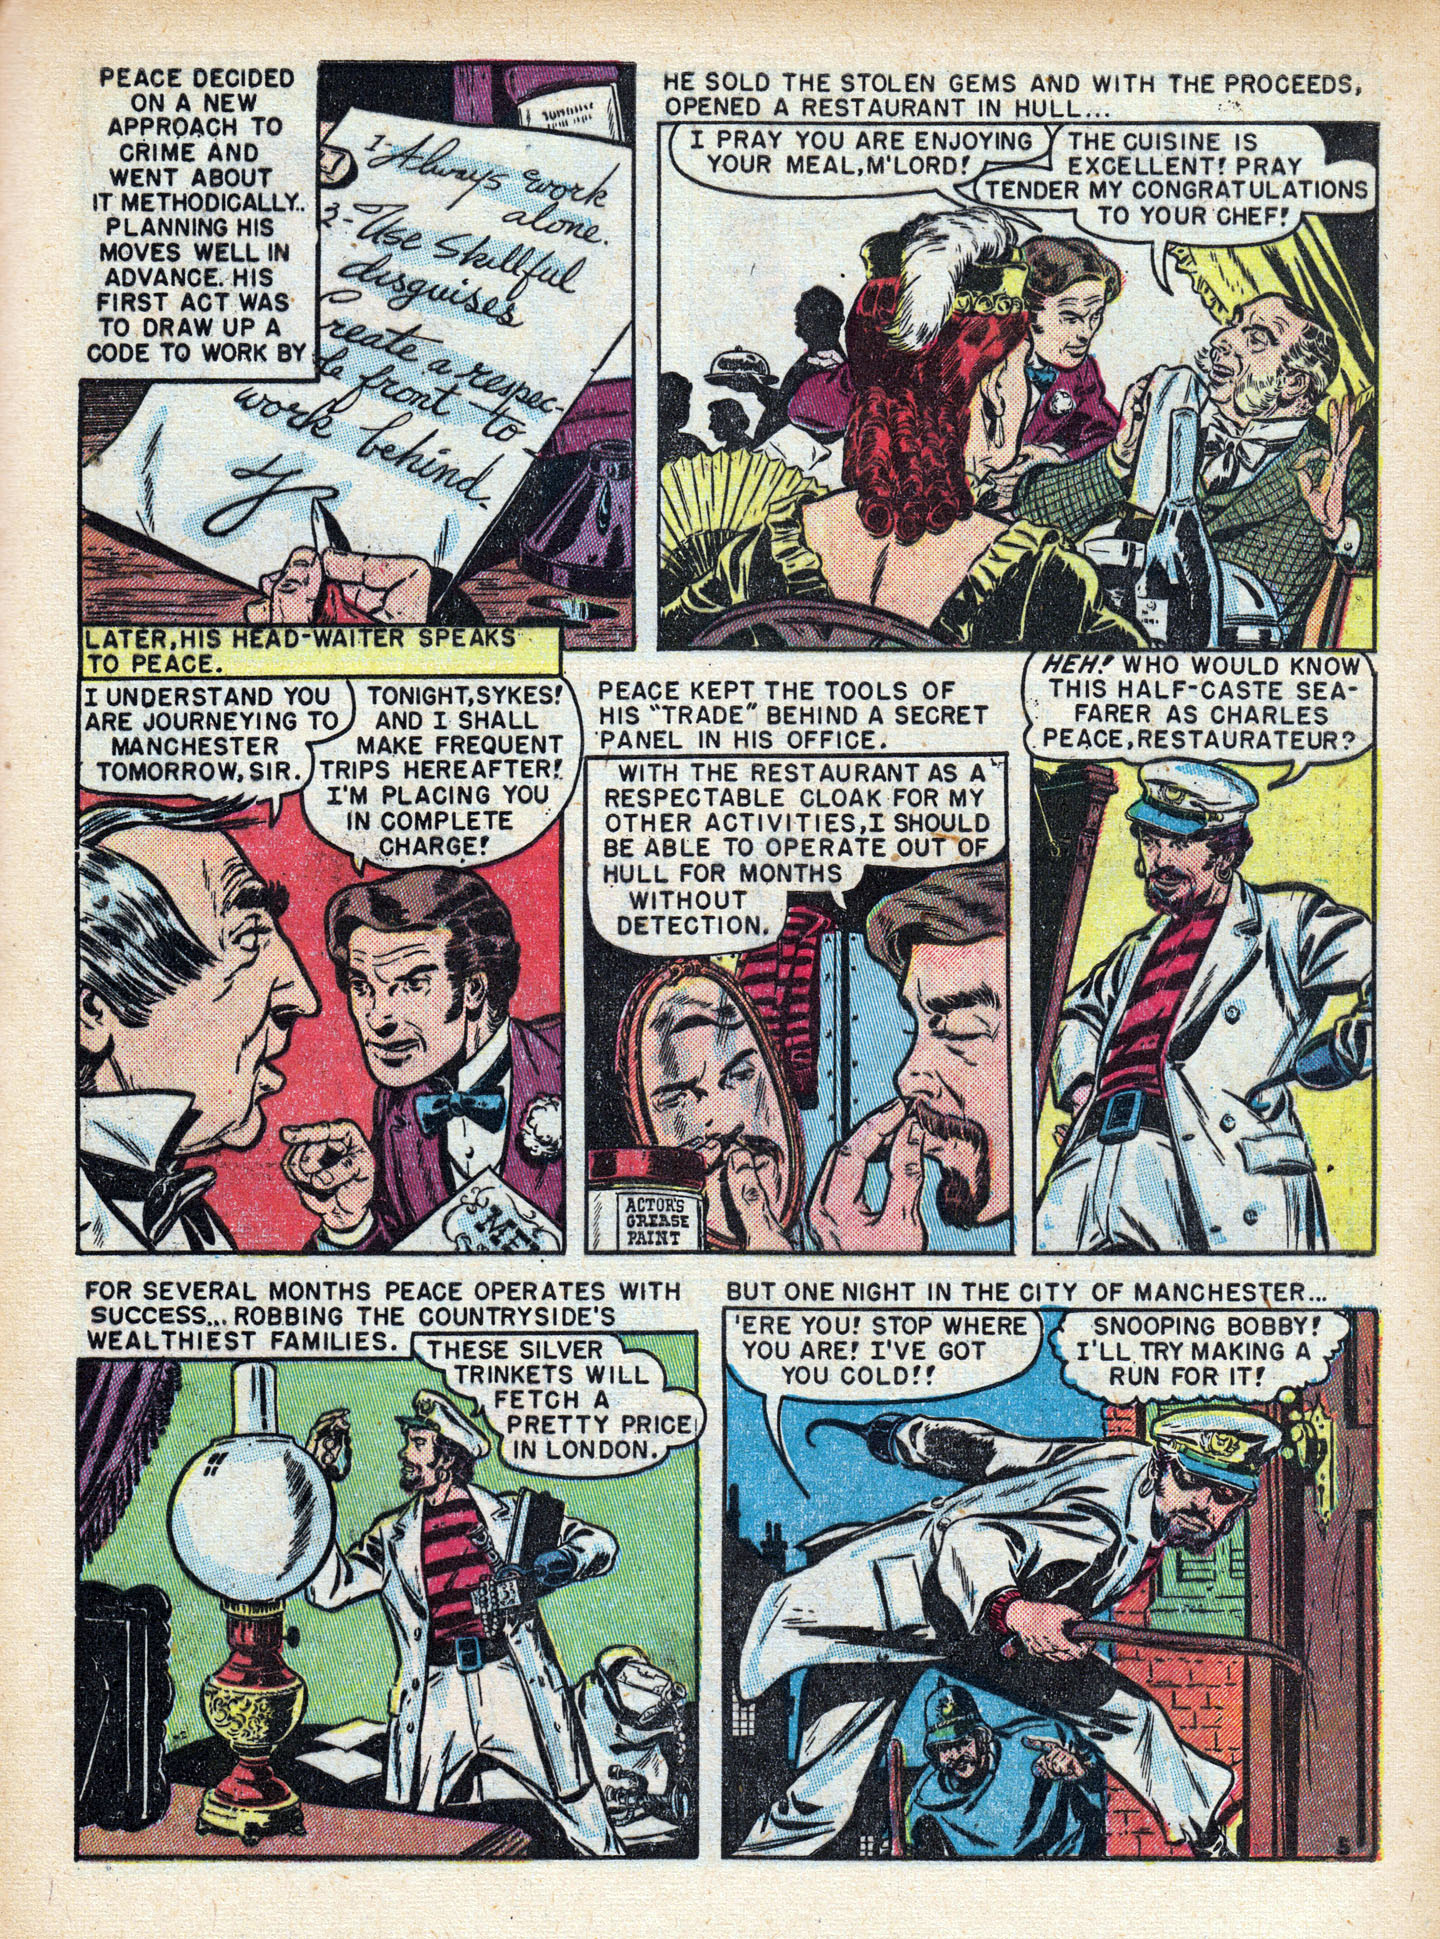 PEACE DECIDED
ON A NEW
APPROACH TO
CRIME AND
WENT ABOUT
IT METHODICALLY..
PLANNING HIS
MOVES WELL IN
ADVANCE. HIS
FIRST ACT WAS
TO DRAW UP A
CODE TO WORK BY
1-Always work
alone.
2-Use skillful
disguises
reate a respec-
le front to
work behind.
HE SOLD THE STOLEN GEMS AND WITH THE PROCEEDS,
OPENED A RESTAURANT IN HULL...
I PRAY YOU ARE ENJOYING
YOUR MEAL, M'LORD!
THE CUISINE IS
EXCELLENT! PRAY
TENDER MY CONGRATULATIONS
TO YOUR CHEF!
LATER, HIS HEAD-WAITER SPEAKS
TO PEACE.
I UNDERSTAND YOU
ARE JOURNEYING TO
MANCHESTER
TOMORROW, SIR.
TONIGHT, SYKES!
AND I SHALL
MAKE FREQUENT
TRIPS HEREAFTER!
I'M PLACING YOU
IN COMPLETE
CHARGE!
PEACE KEPT THE TOOLS OF
HIS "TRADE" BEHIND A SECRET
PANEL IN HIS OFFICE.
WITH THE RESTAURANT AS A
RESPECTABLE CLOAK FOR MY
OTHER ACTIVITIES, I SHOULD
BE ABLE TO OPERATE OUT OF
HULL FOR MONTHS
WITHOUT
DETECTION.
ACTOR'S
GREASE
PAINT
HEH! WHO WOULD KNOW
THIS HALF-CASTE SEA-
FARER AS CHARLES
PEACE, RESTAURATEUR?
FOR SEVERAL MONTHS PEACE OPERATES WITH
SUCCESS... ROBBING THE COUNTRYSIDE'S
WEALTHIEST FAMILIES.
THESE SILVER
TRINKETS WILL
FETCH A
PRETTY PRICE
IN LONDON.
BUT ONE NIGHT IN THE CITY OF MANCHESTER...
'ERE YOU! STOP WHERE
YOU ARE! I'VE GOT
YOU COLD!!
SNOOPING BOBBY!
I'LL TRY MAKING A
RUN FOR IT!
5